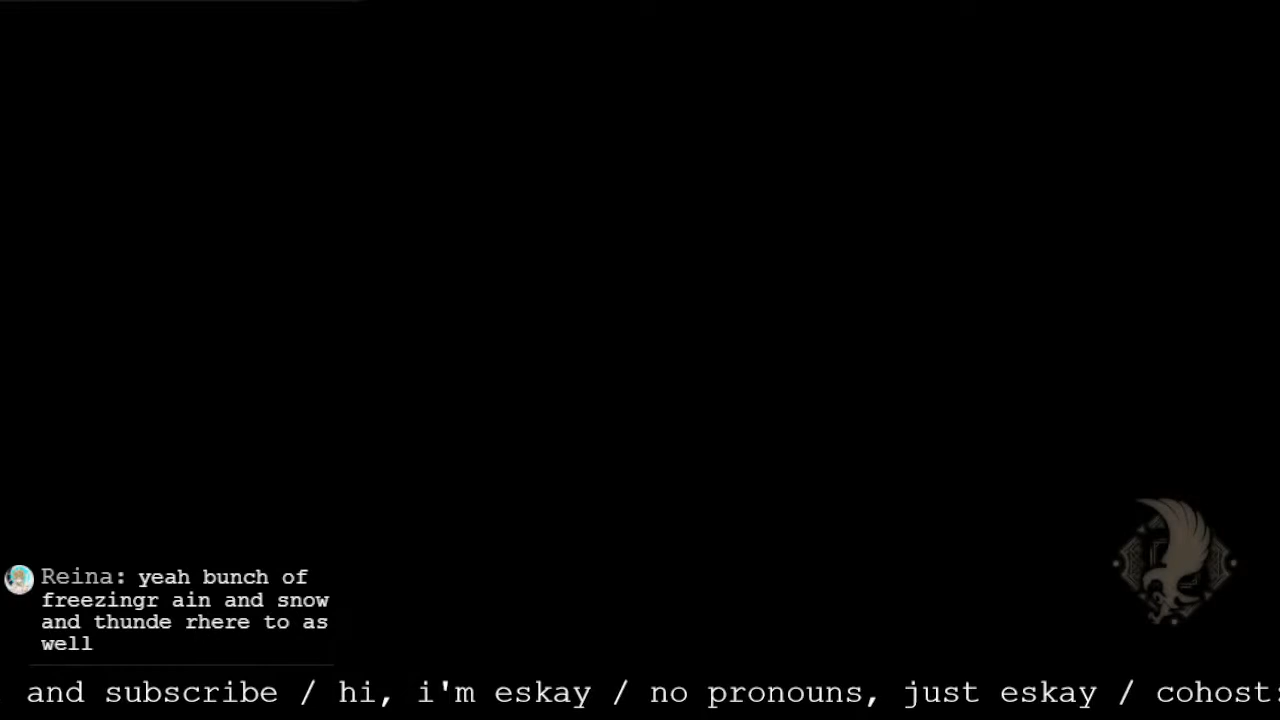 Reina: yeah bunch of
freezingr ain and snow
and thunde rhere to as
well
and subscribe / hi, i'm eskay / no pronouns, just eskay / cohost: